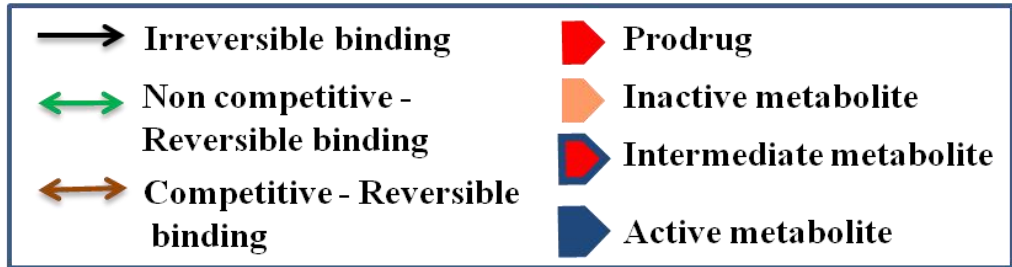 Irreversible binding
Non competitive -
Reversible binding
Competitive - Reversible
binding
Prodrug
Inactive metabolite
Intermediate metabolite
Active metabolite